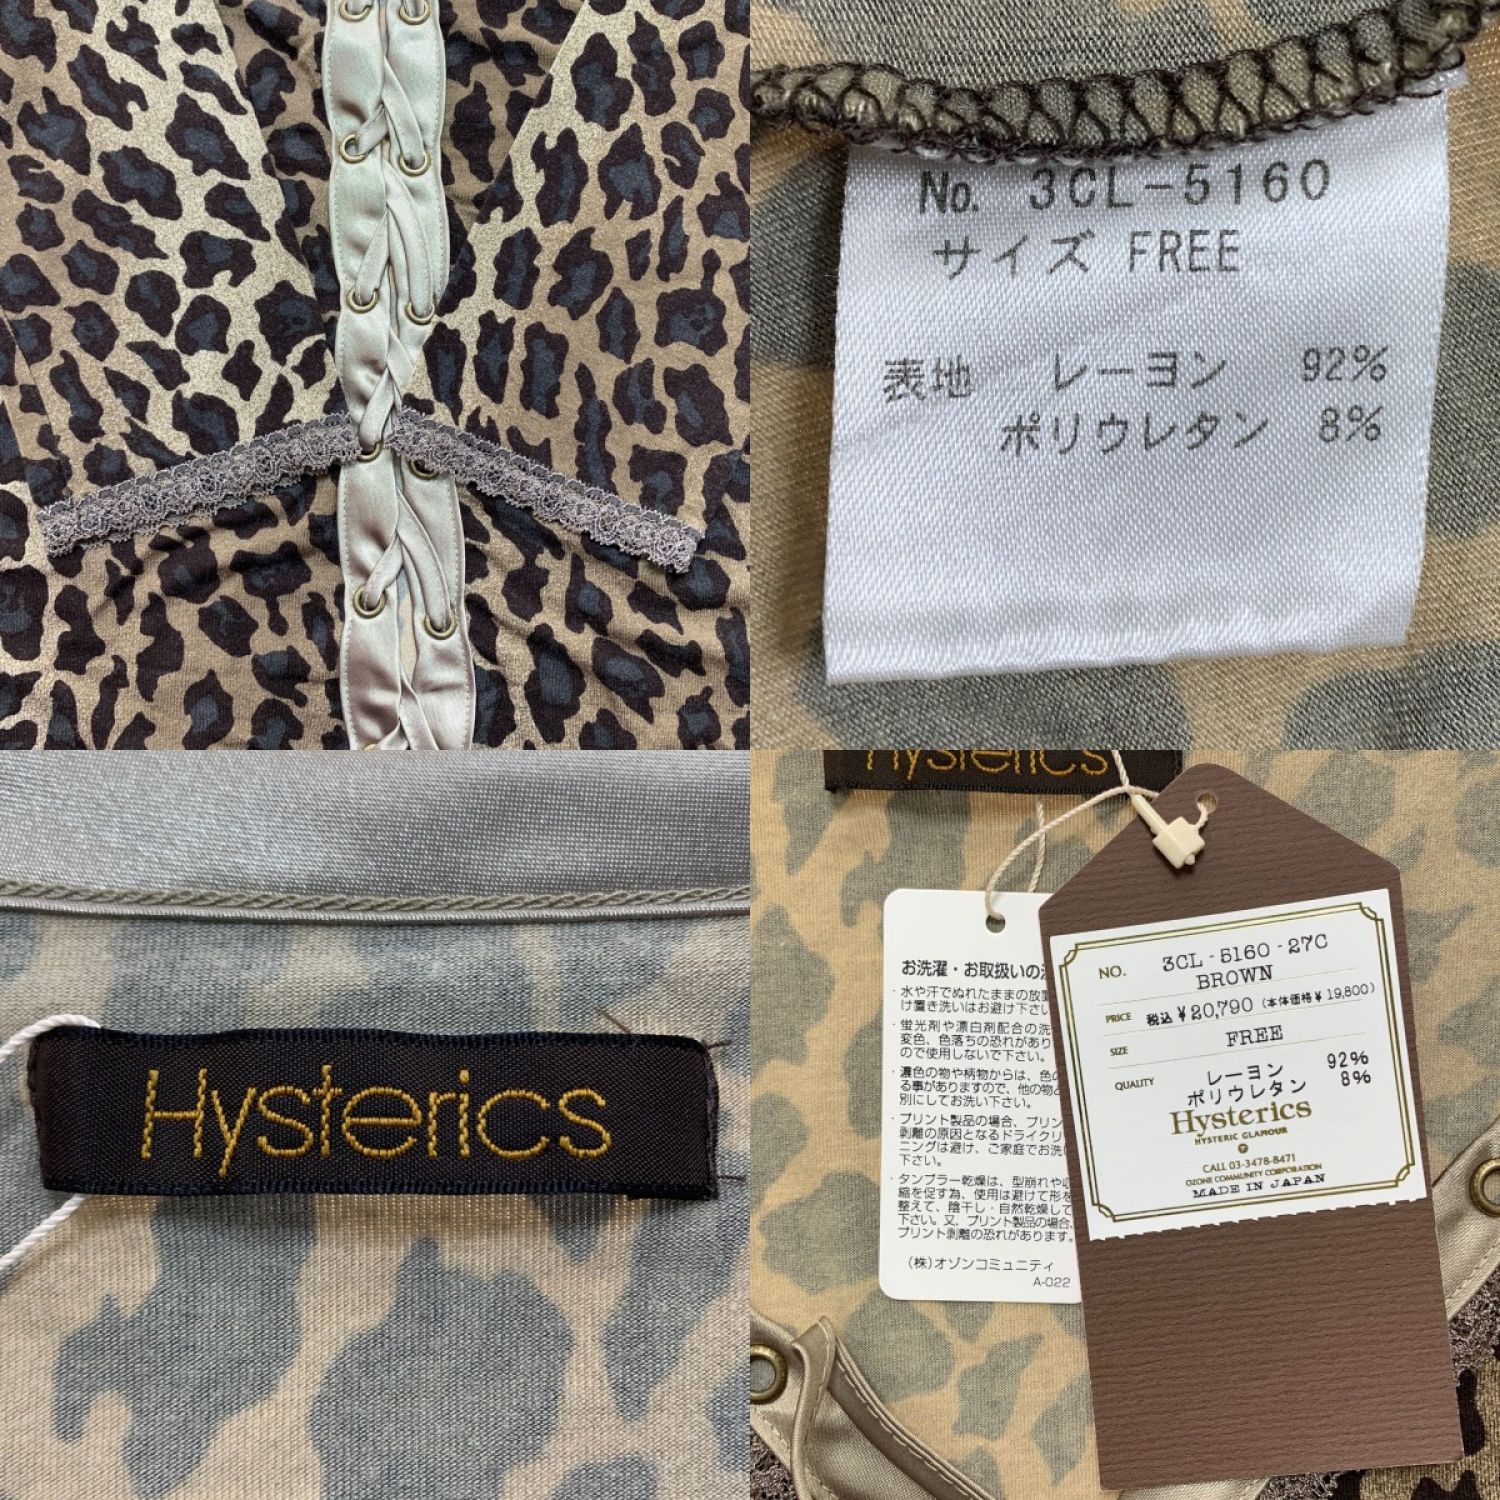 No. 3CL-5160
サイズ FREE
表地 レーヨン 92%
ポリウレタン 8%
Hysterics
Hysterics
お洗濯・お取扱いの
・水や汗でぬれたままの放置
け置き洗いはお避け下さい
・蛍光剤や漂白剤配合の洗
変色、色落ちの恐れがあり
ので使用しないで下さい。
・濃色の物や柄物からは、色の
る事がありますので、他の物と
別にしてお洗い下さい。
・プリント製品の場合、プリン
剥離の原因となるドライクリ
ニングは避け、ご家庭でお洗い
下さい。
・タンブラー乾燥は、型崩れや収
縮を促す為、使用は避けて形を
整えて、陰干し・自然乾燥して
下さい。又、プリント製品の場合、
プリント剥離の恐れがあります。
(株)オゾンコミュニティ
A-022
NO. 3CL-5160-27C
BROWN
PRICE 税込¥20,790 (本体価格¥19,800)
SIZE FREE
QUALITY レーヨン 92%
ポリウレタン 8%
Hysterics
HYSTERIC GLAMOUR
CALL 03-3478-8471
OZONE COMMUNITY CORPORATION
MADE IN JAPAN